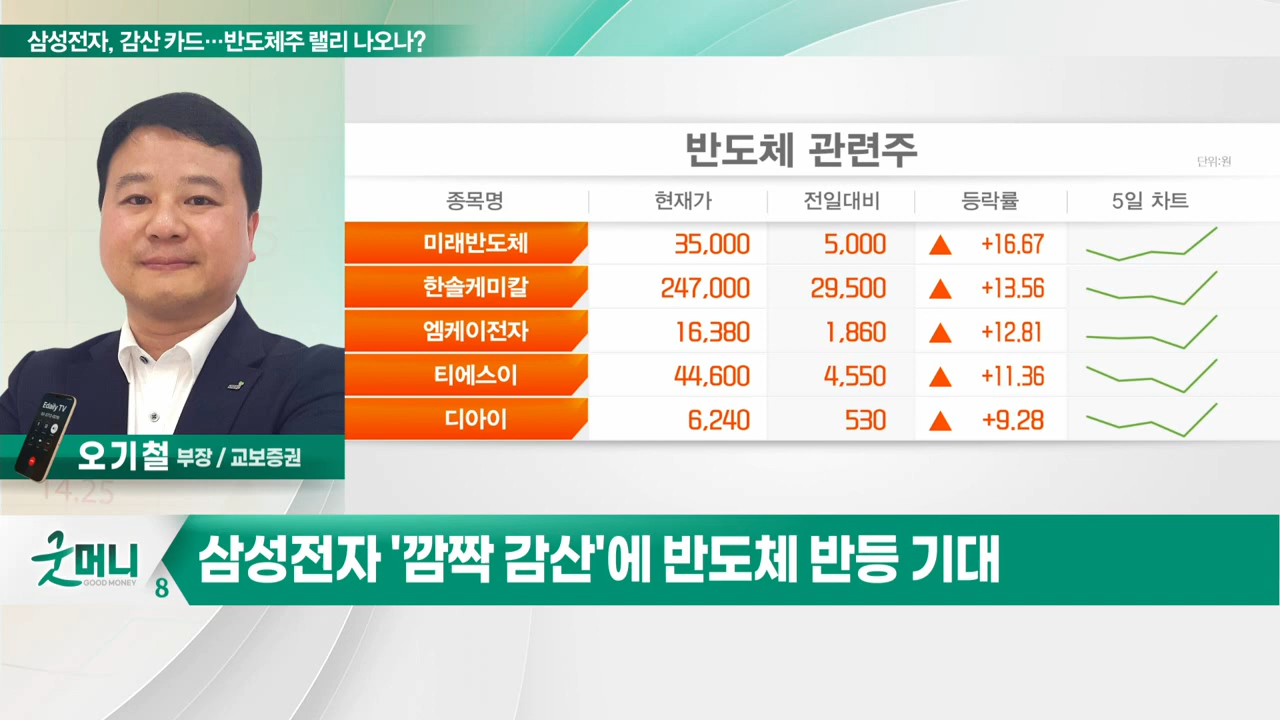 삼성전자, 감산 카드…반도체주 랠리 나오나?
반도체 관련주
단위:원
종목명 현재가 전일대비 등락률 5일 차트
미래반도체 35,000 5,000 ▲ +16.67
한솔케미칼 247,000 29,500 ▲ +13.56
엠케이전자 16,380 1,860 ▲ +12.81
티에스이 44,600 4,550 ▲ +11.36
디아이 6,240 530 ▲ +9.28
Edaily TV
오기철 부장 / 교보증권
14.25
굿머니
GOOD MONEY
8
삼성전자 '깜짝 감산'에 반도체 반등 기대